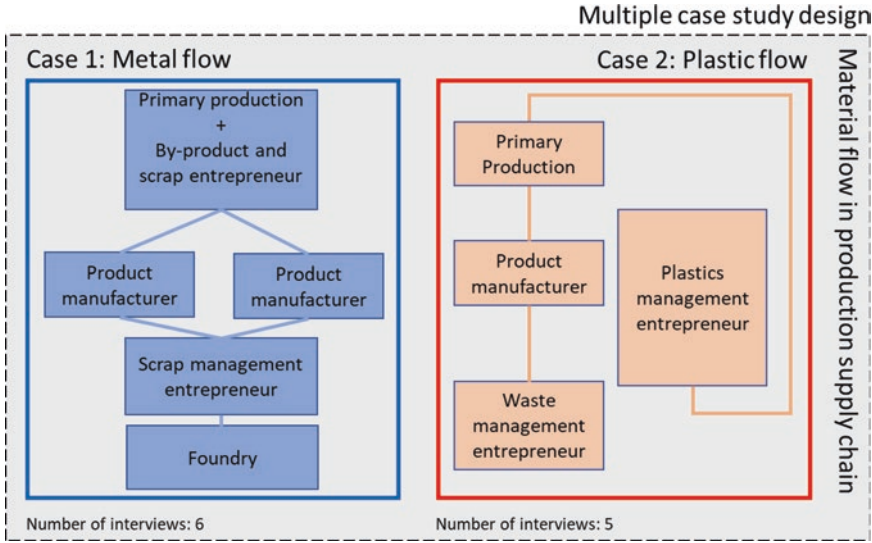 Multiple case study design
Case 1: Metal flow
Primary production
+
By-product and
scrap entrepreneur
Product
manufacturer
Product
manufacturer
Scrap management
entrepreneur
Foundry
Number of interviews: 6
Case 2: Plastic flow
Primary
Production
Product
manufacturer
Waste
management
entrepreneur
Plastics
management
entrepreneur
Number of interviews: 5
Material flow in production supply chain